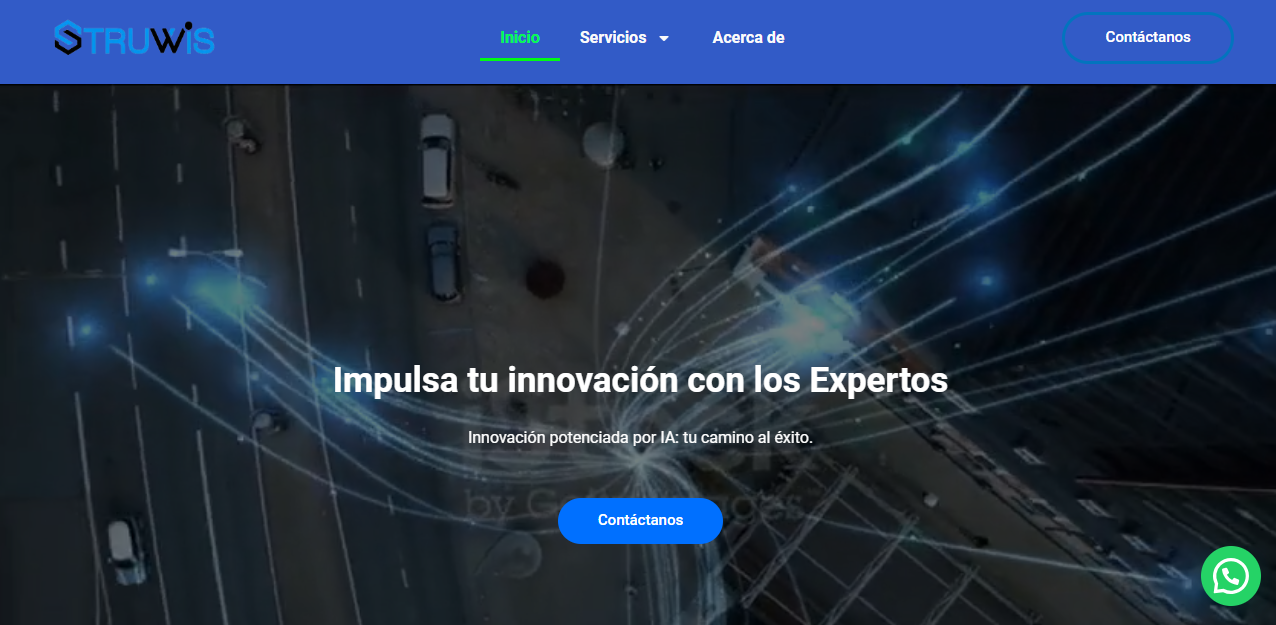 STRUWIS
Inicio
Servicios
Acerca de
Contáctanos
Impulsa tu innovación con los Expertos
Innovación potenciada por IA: tu camino al éxito.
Contáctanos